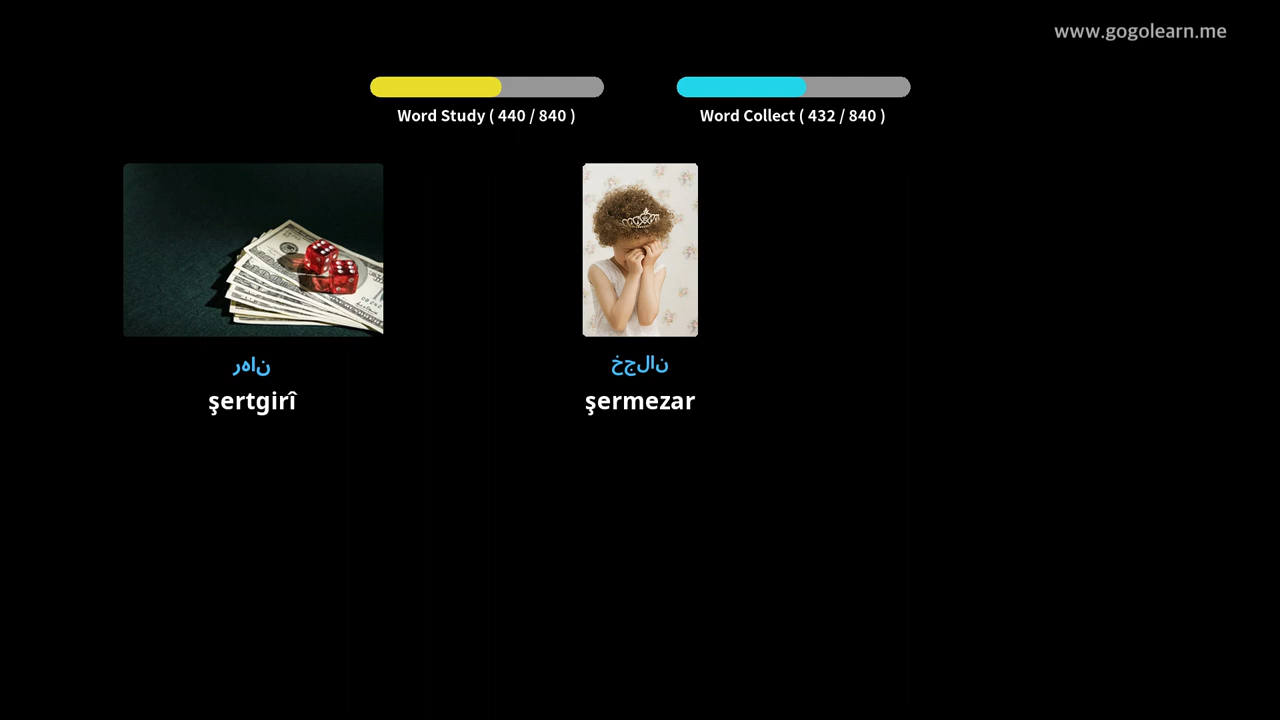 www.gogolearn.me
Word Study ( 440 / 840 )
Word Collect ( 432 / 840 )
رهان
şertgirî
خجلان
şermezar